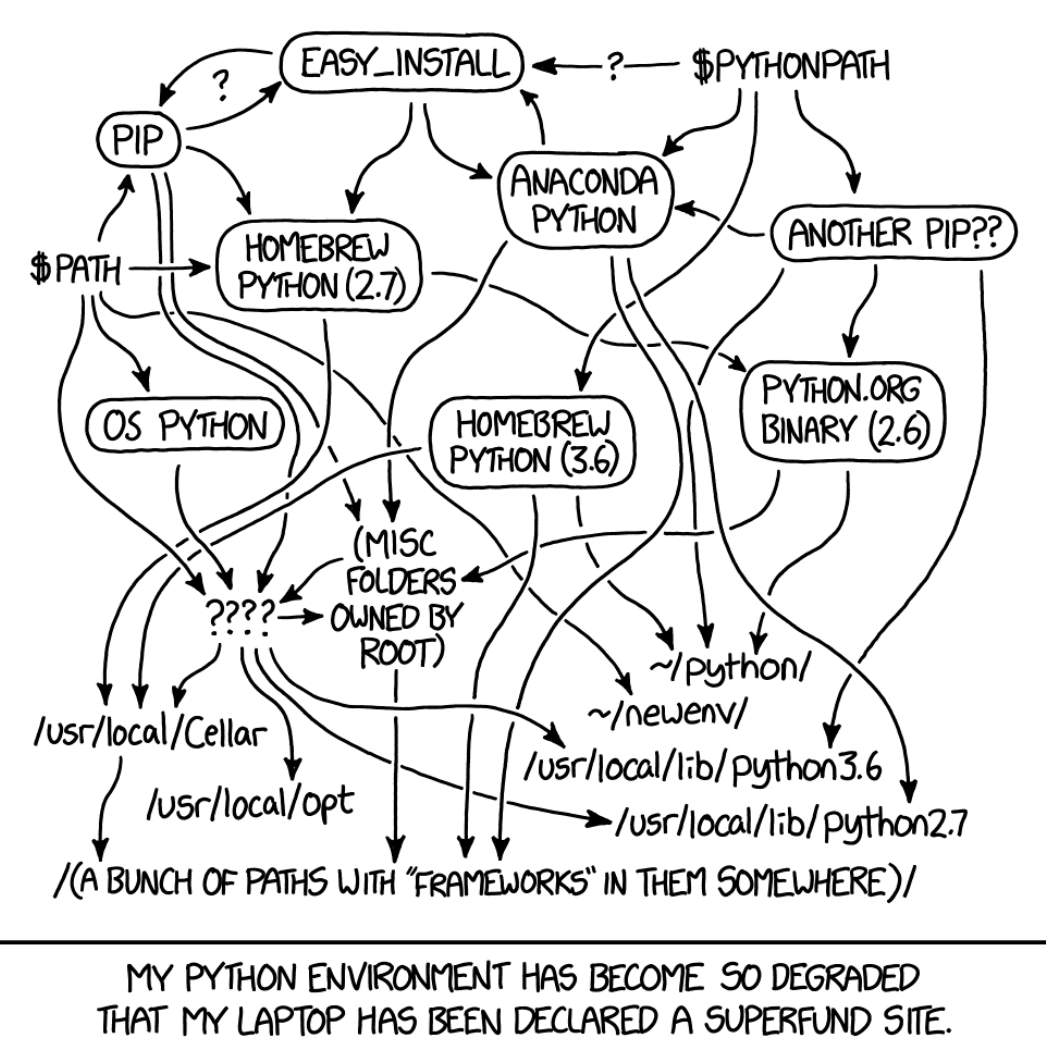 EASY_INSTALL
?
$PYTHONPATH
?
PIP
ANACONDA
PYTHON
ANOTHER PIP??
HOMEBREW
PYTHON (2.7)
$PATH
OS PYTHON
HOMEBREW
PYTHON (3.6)
PYTHON.ORG
BINARY (2.6)
(MISC
FOLDERS
OWNED BY
ROOT)
????
~/python/
~/newenv/
/usr/local/Cellar
/usr/local/lib/python3.6
/usr/local/opt
/usr/local/lib/python2.7
/(A BUNCH OF PATHS WITH "FRAMEWORKS" IN THEM SOMEWHERE)/
MY PYTHON ENVIRONMENT HAS BECOME SO DEGRADED
THAT MY LAPTOP HAS BEEN DECLARED A SUPERFUND SITE.